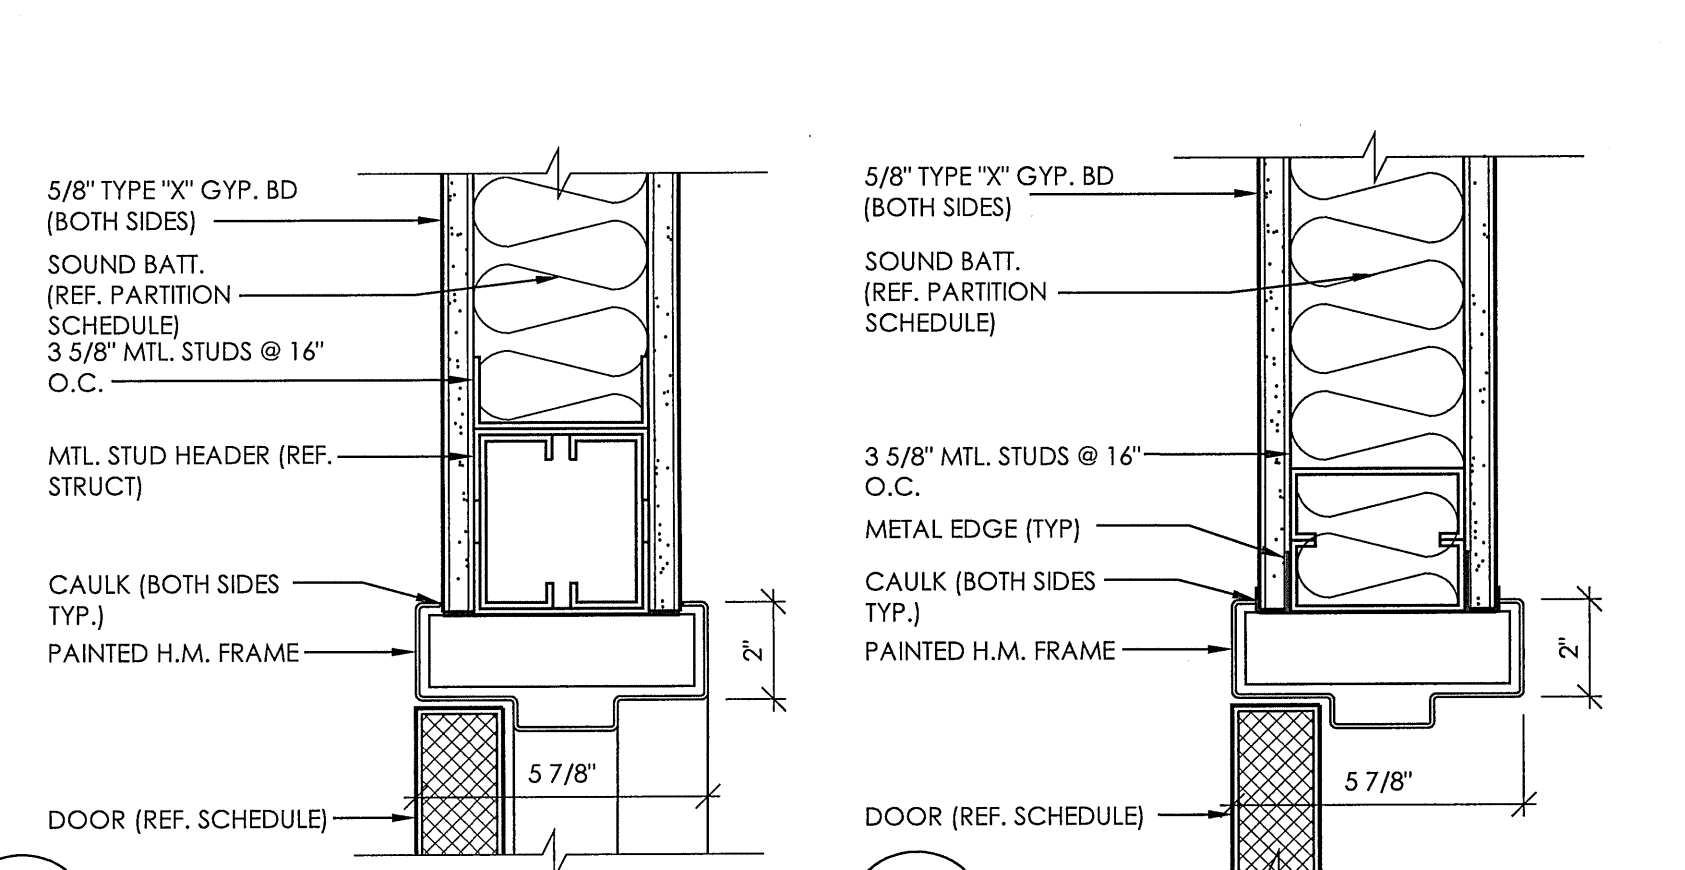 5/8" TYPE "X" GYP. BD
(BOTH SIDES)
SOUND BATT.
(REF. PARTITION
SCHEDULE)
3 5/8" MTL. STUDS @ 16"
O.C.
MTL. STUD HEADER (REF.
STRUCT)
CAULK (BOTH SIDES
TYP.)
PAINTED H.M. FRAME
2"
5 7/8"
DOOR (REF. SCHEDULE)
5/8" TYPE "X" GYP. BD
(BOTH SIDES)
SOUND BATT.
(REF. PARTITION
SCHEDULE)
3 5/8" MTL. STUDS @ 16"
O.C.
METAL EDGE (TYP)
CAULK (BOTH SIDES
TYP.)
PAINTED H.M. FRAME
2"
5 7/8"
DOOR (REF. SCHEDULE)